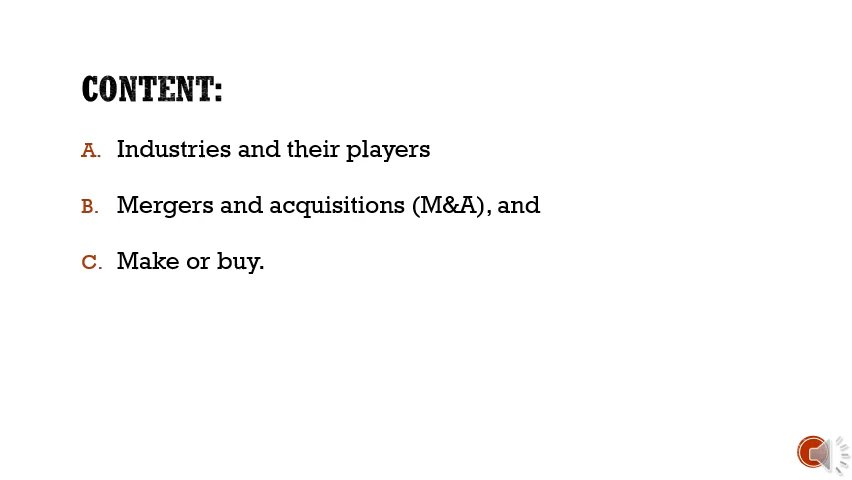 CONTENT:
A. Industries and their players
B. Mergers and acquisitions (M&A), and
C. Make or buy.